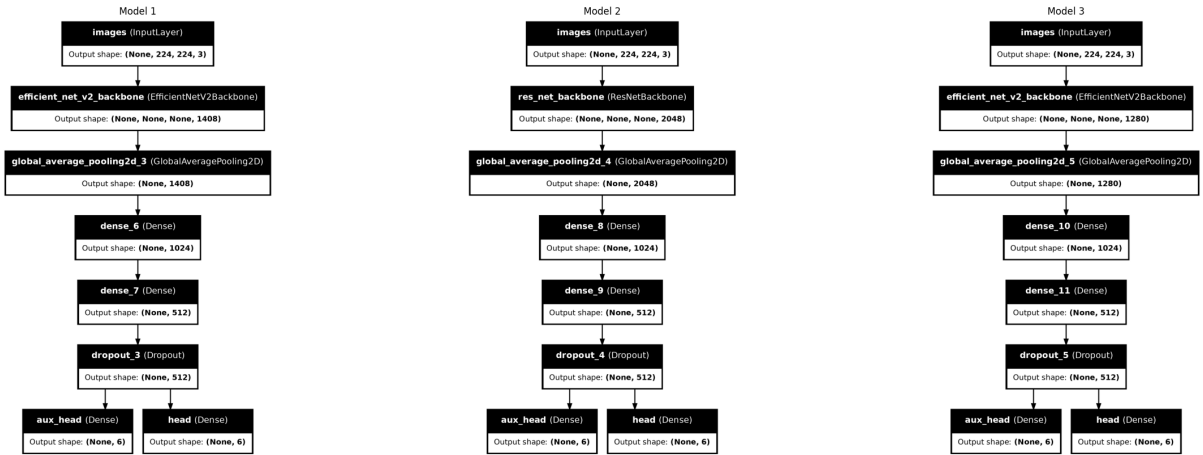 Model 1
images (InputLayer)
Output shape: (None, 224, 224, 3)
efficient_net_v2_backbone (EfficientNetV2Backbone)
Output shape: (None, None, None, 1408)
global_average_pooling2d_3 (GlobalAveragePooling2D)
Output shape: (None, 1408)
dense_6 (Dense)
Output shape: (None, 1024)
dense_7 (Dense)
Output shape: (None, 512)
dropout_3 (Dropout)
Output shape: (None, 512)
aux_head (Dense)
Output shape: (None, 6)
head (Dense)
Output shape: (None, 6)
Model 2
images (InputLayer)
Output shape: (None, 224, 224, 3)
res_net_backbone (ResNetBackbone)
Output shape: (None, None, None, 2048)
global_average_pooling2d_4 (GlobalAveragePooling2D)
Output shape: (None, 2048)
dense_8 (Dense)
Output shape: (None, 1024)
dense_9 (Dense)
Output shape: (None, 512)
dropout_4 (Dropout)
Output shape: (None, 512)
aux_head (Dense)
Output shape: (None, 6)
head (Dense)
Output shape: (None, 6)
Model 3
images (InputLayer)
Output shape: (None, 224, 224, 3)
efficient_net_v2_backbone (EfficientNetV2Backbone)
Output shape: (None, None, None, 1280)
global_average_pooling2d_5 (GlobalAveragePooling2D)
Output shape: (None, 1280)
dense_10 (Dense)
Output shape: (None, 1024)
dense_11 (Dense)
Output shape: (None, 512)
dropout_5 (Dropout)
Output shape: (None, 512)
aux_head (Dense)
Output shape: (None, 6)
head (Dense)
Output shape: (None, 6)